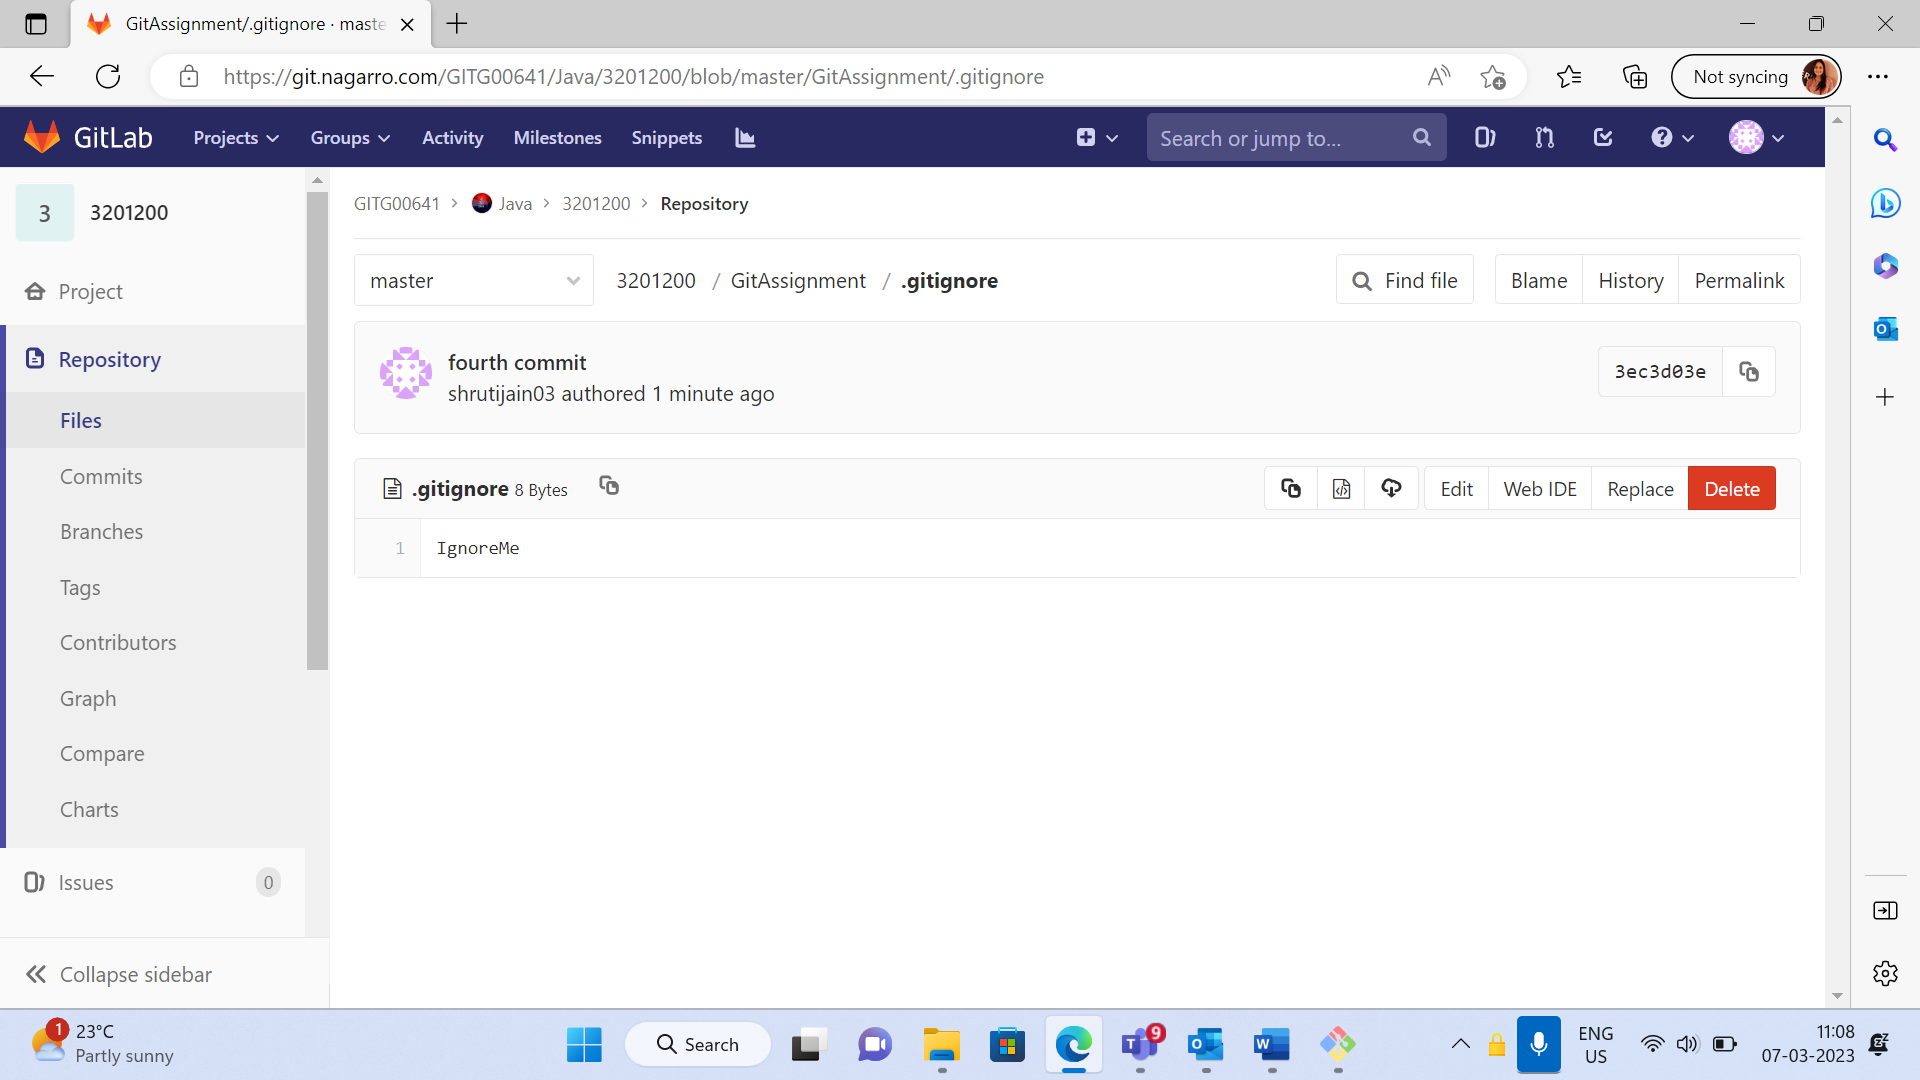 GitAssignment/.gitignore · maste
https://git.nagarro.com/GITG00641/Java/3201200/blob/master/GitAssignment/.gitignore
Not syncing
GitLab Projects Groups Activity Milestones Snippets Search or jump to...
3 3201200
GITG00641 > Java > 3201200 > Repository
master
3201200 / GitAssignment / .gitignore
Find file Blame History Permalink
Project
Repository
Files
Commits
Branches
Tags
Contributors
Graph
Compare
Charts
Issues 0
Collapse sidebar
fourth commit
shrutijain03 authored 1 minute ago
3ec3d03e
.gitignore 8 Bytes
Edit Web IDE Replace Delete
1 IgnoreMe
1
23°C
Partly sunny
Search
9
ENG
US
11:08
07-03-2023